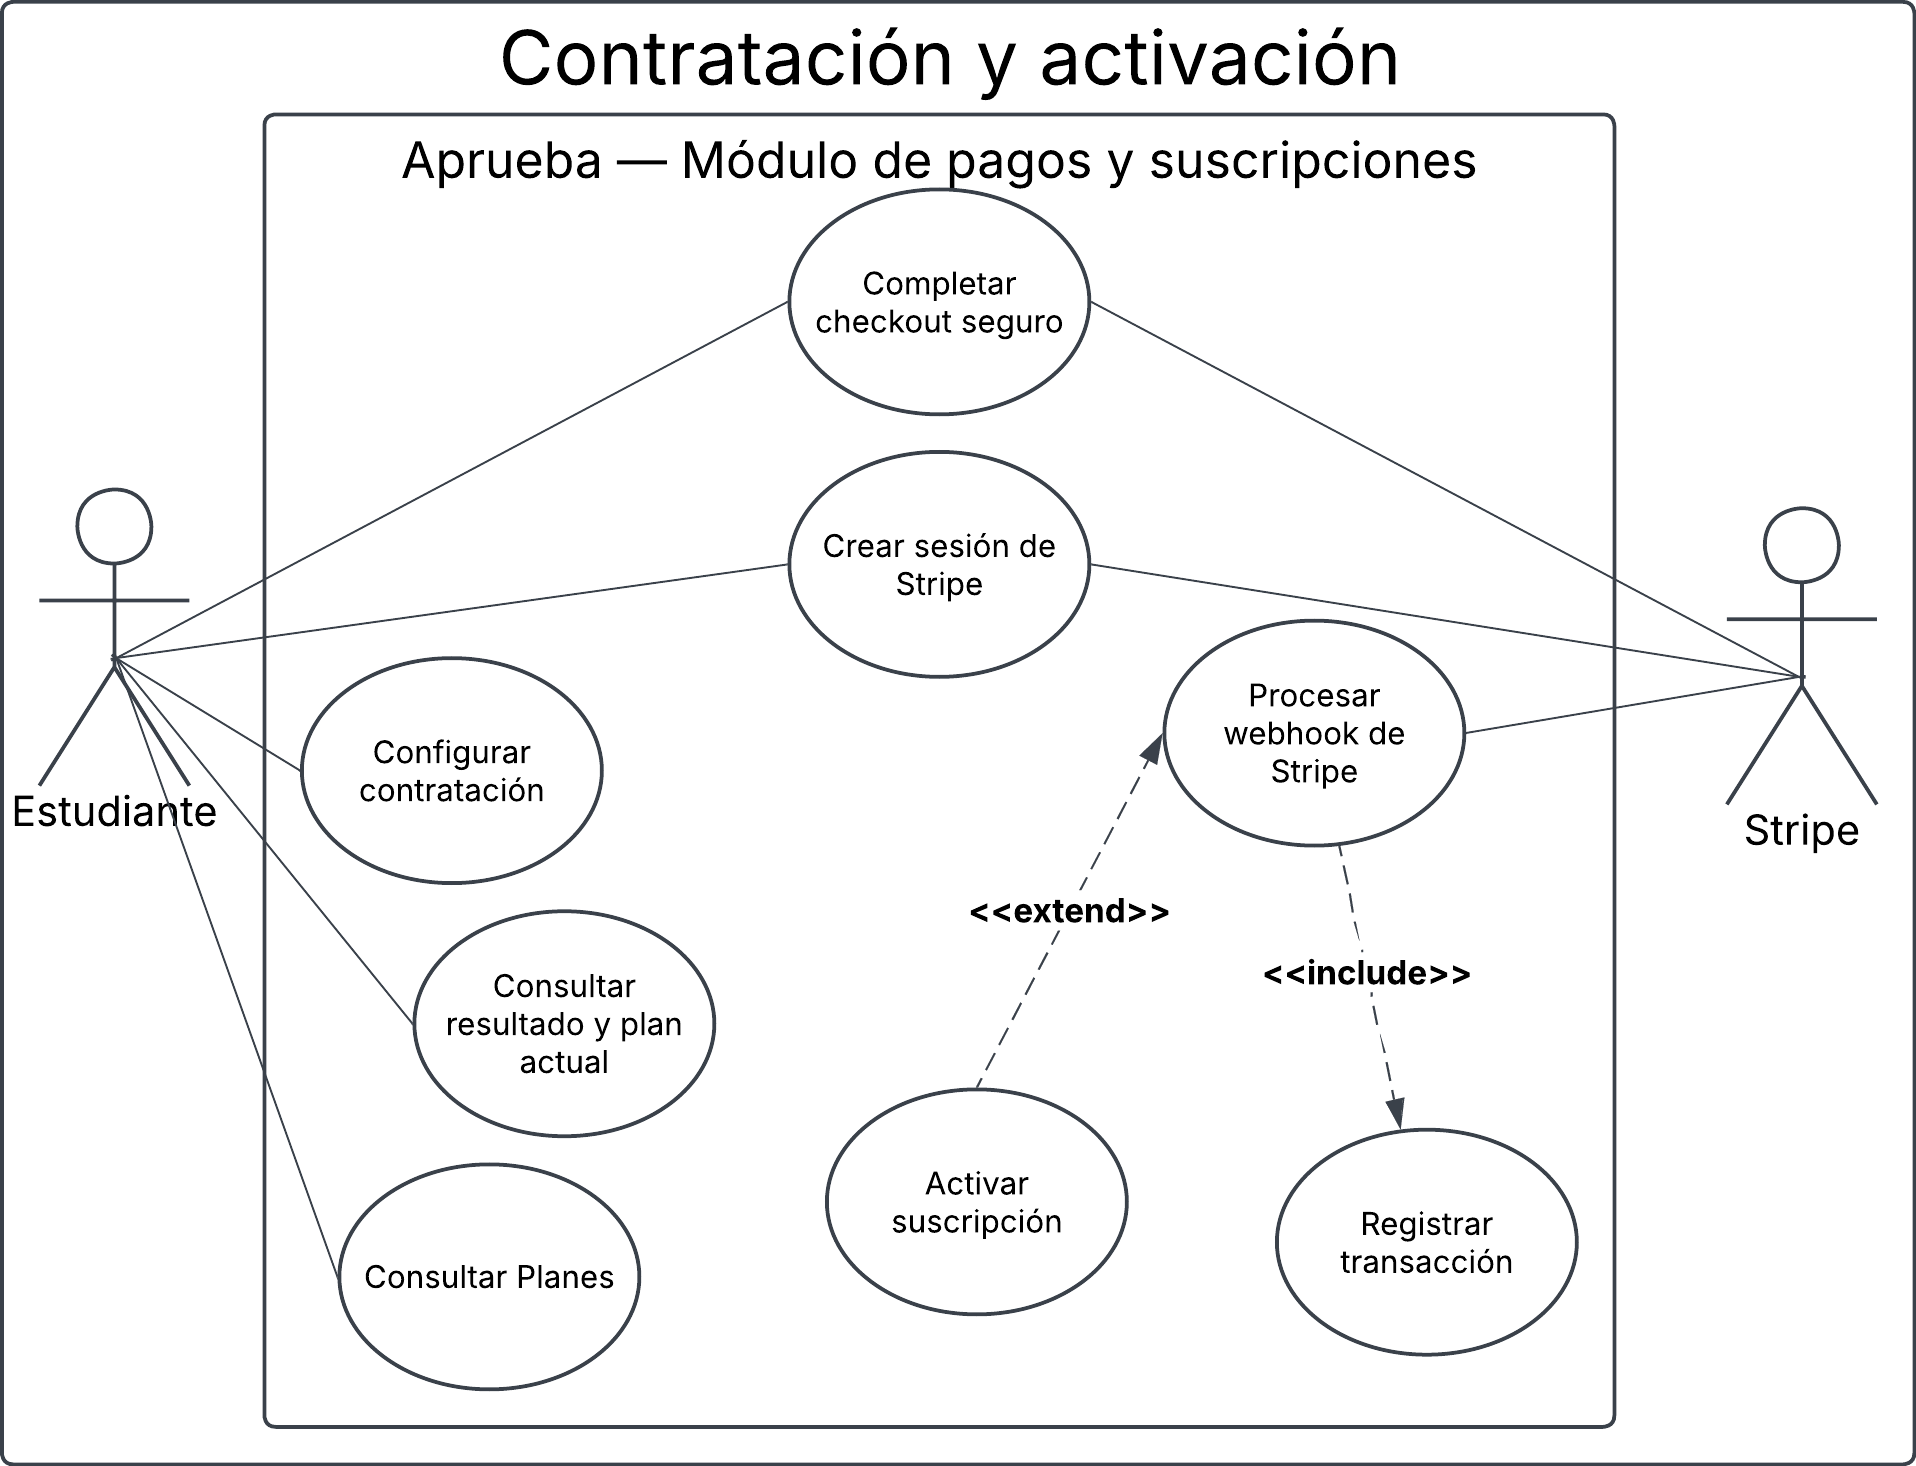 Contratación y activación
Aprueba — Módulo de pagos y suscripciones
Completar
checkout seguro
Crear sesión de
Stripe
Procesar
webhook de
Stripe
Configurar
contratación
Estudiante
Stripe
<<extend>>
<<include>>
Consultar
resultado y plan
actual
Activar
suscripción
Registrar
transacción
Consultar Planes